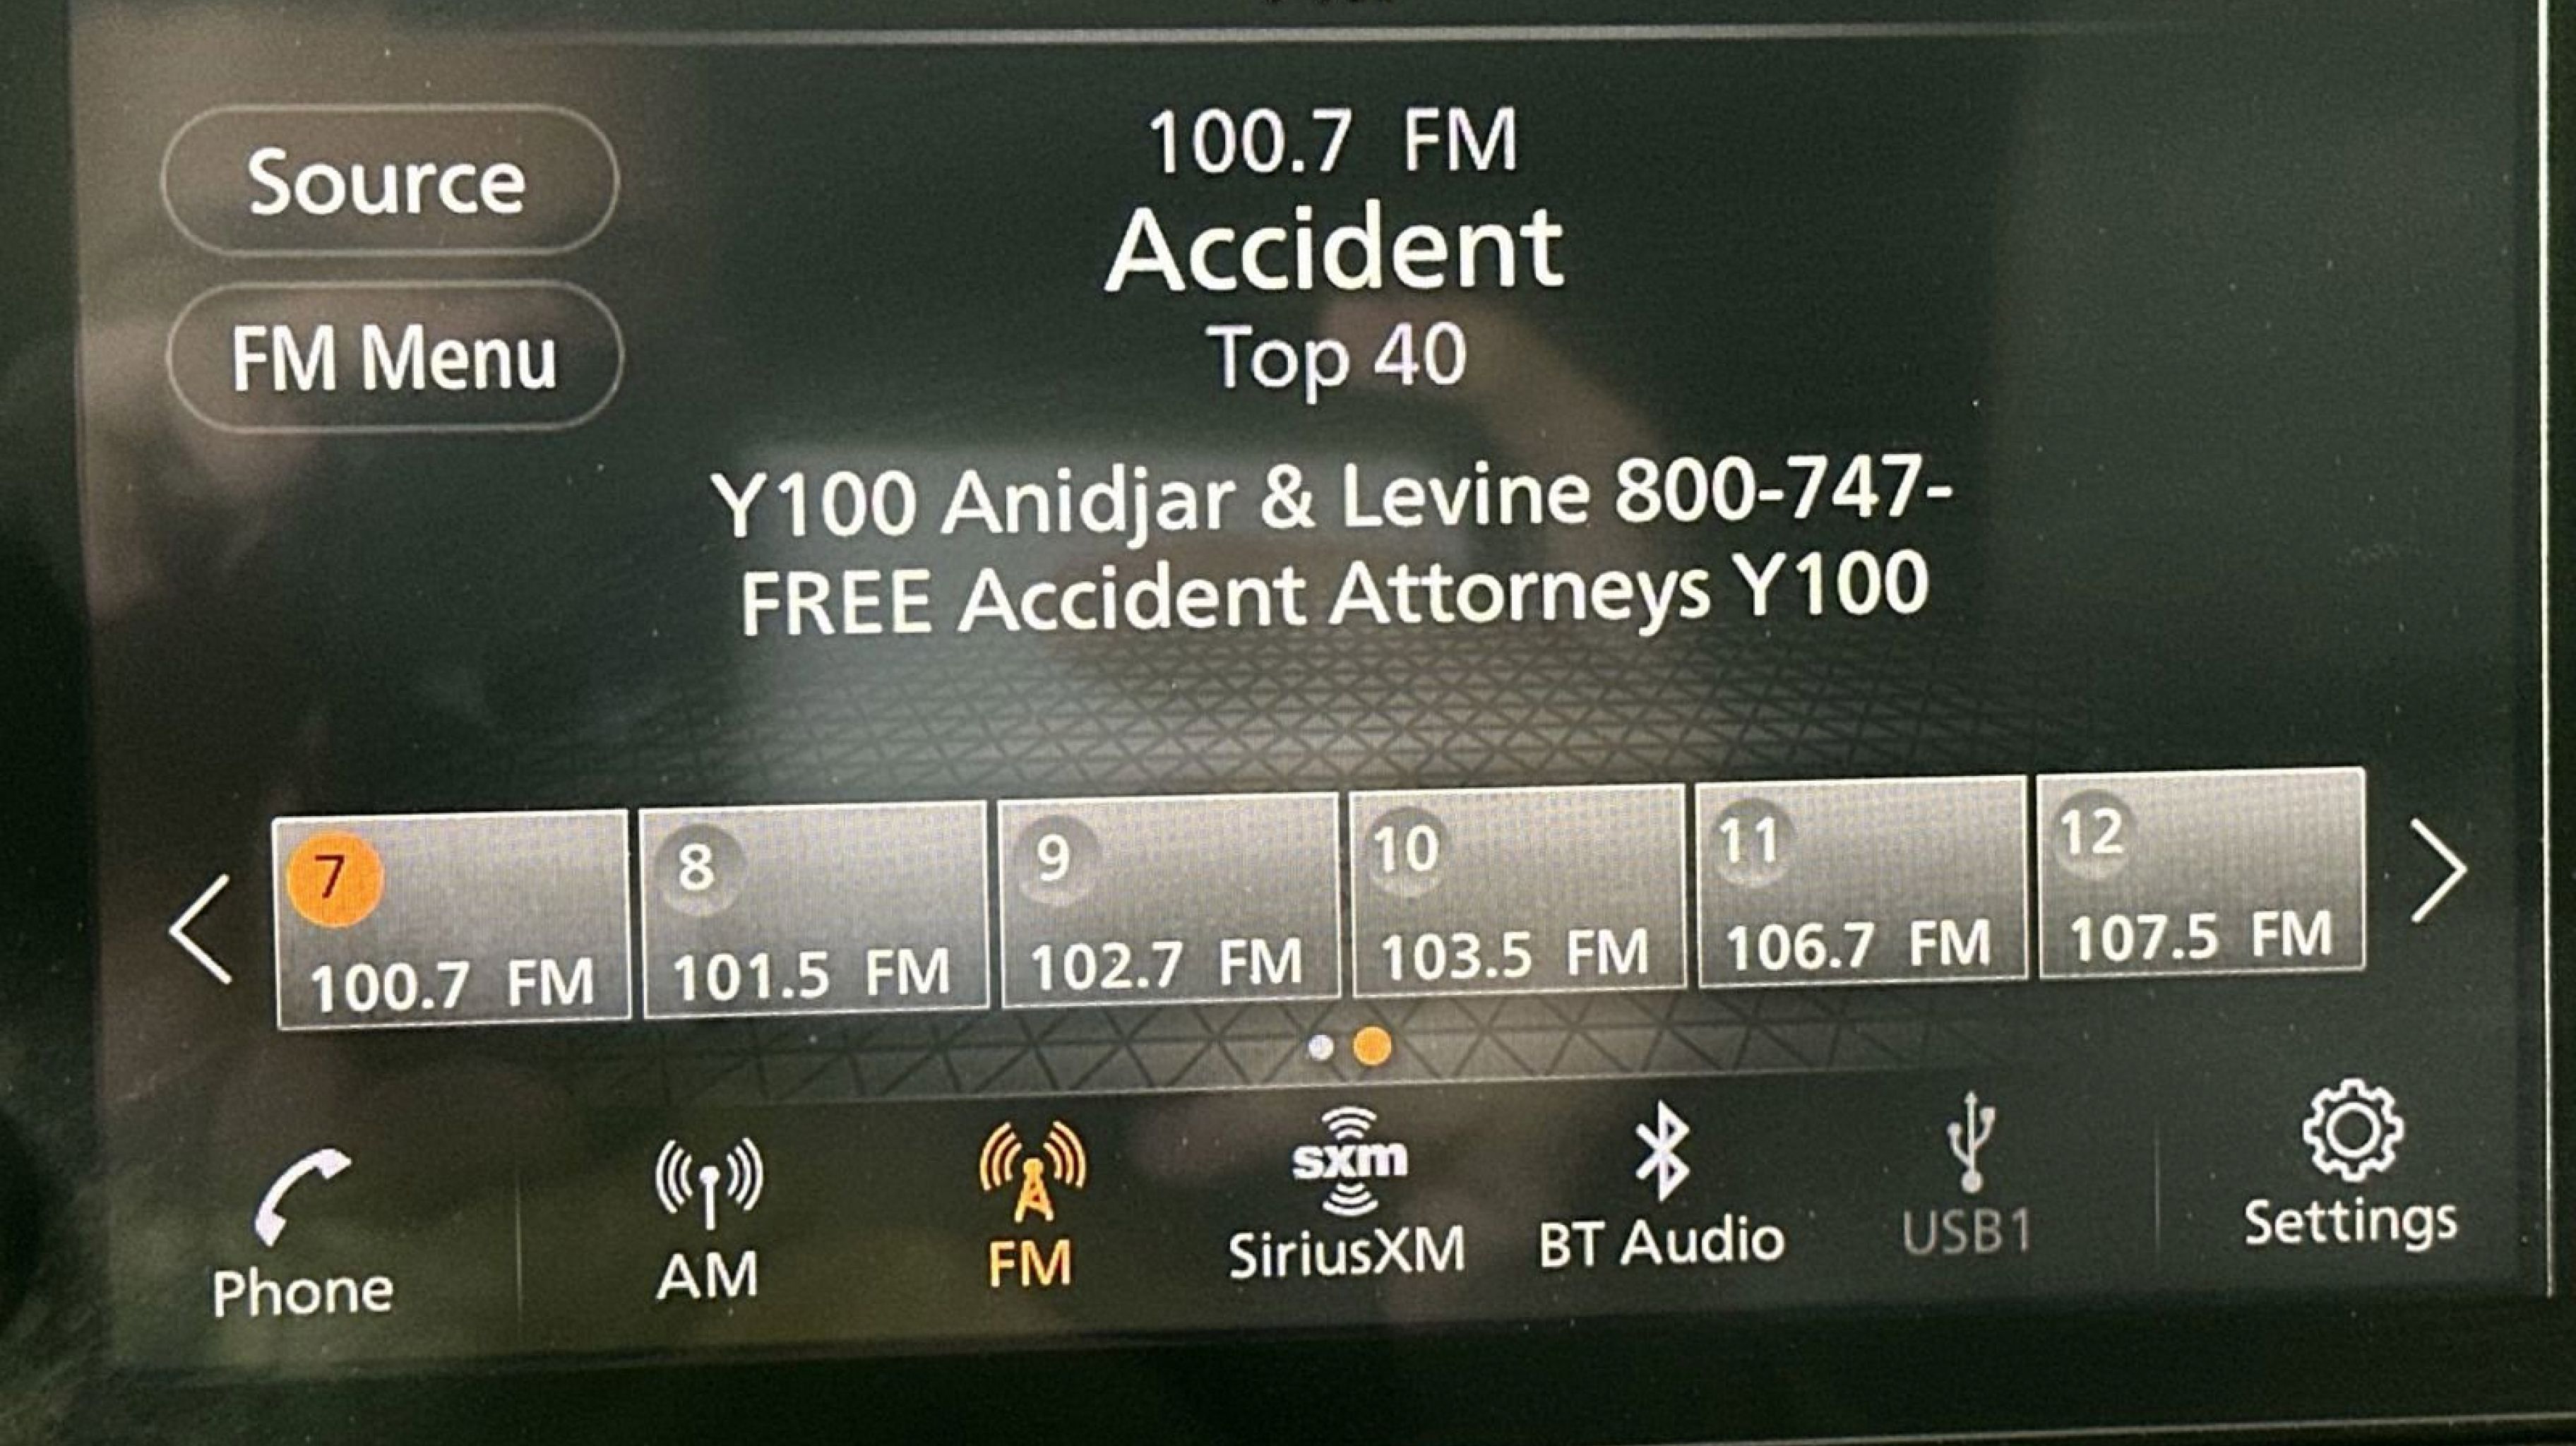 Source
FM Menu
100.7 FM
Accident
Top 40
Y100 Anidjar & Levine 800-747-
FREE Accident Attorneys Y100
7
100.7 FM
8
101.5 FM
9
102.7 FM
10
103.5 FM
11
106.7 FM
12
107.5 FM
Phone
AM
FM
sxm
SiriusXM
BT Audio
USB1
Settings